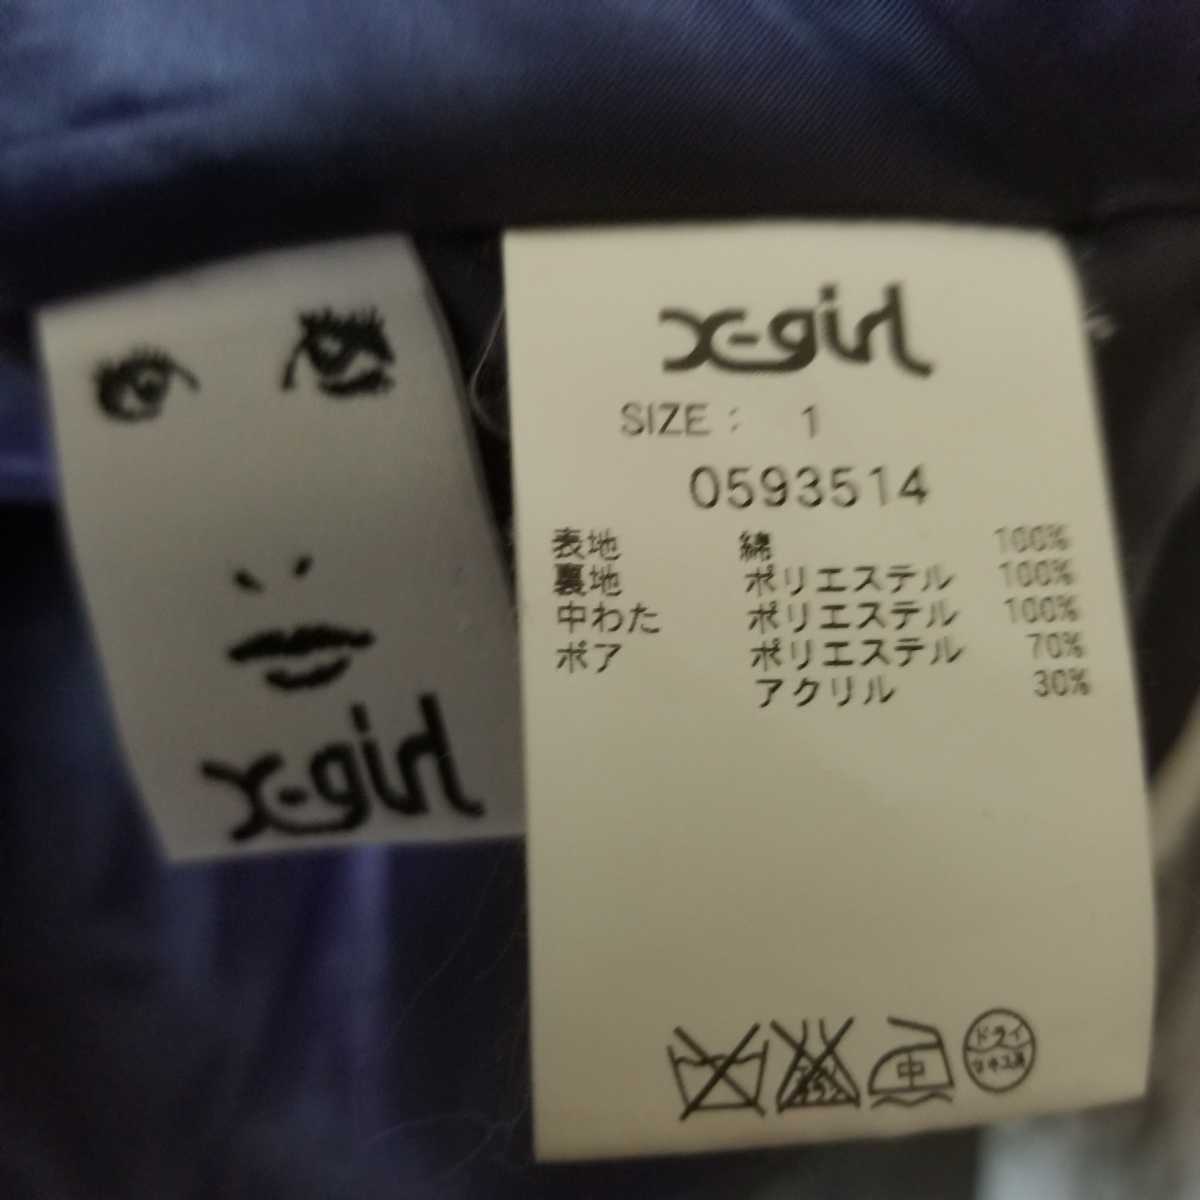 x-girl
x-girl
SIZE : 1
0593514
表地 綿 100%
裏地 ポリエステル 100%
中わた ポリエステル 100%
ボア ポリエステル 70%
アクリル 30%
中
ドライ